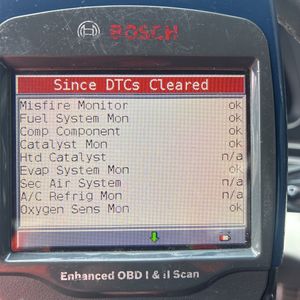 BOSCH
Since DTCs Cleared
Misfire Monitor ok
Fuel System Mon ok
Comp Component ok
Catalyst Mon ok
Htd Catalyst n/a
Evap System Mon ok
Sec Air System n/a
A/C Refrig Mon n/a
Oxygen Sens Mon ok
Enhanced OBD I & II Scan